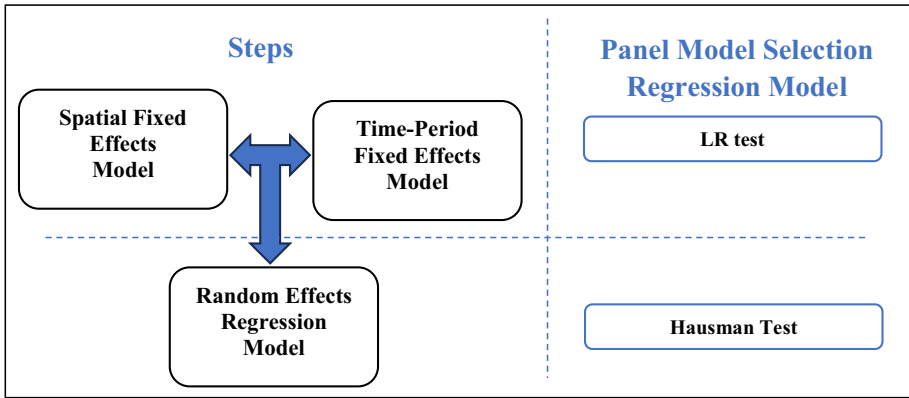 Steps
Panel Model Selection
Regression Model
Spatial Fixed
Effects
Model
Time-Period
Fixed Effects
Model
LR test
Random Effects
Regression
Model
Hausman Test